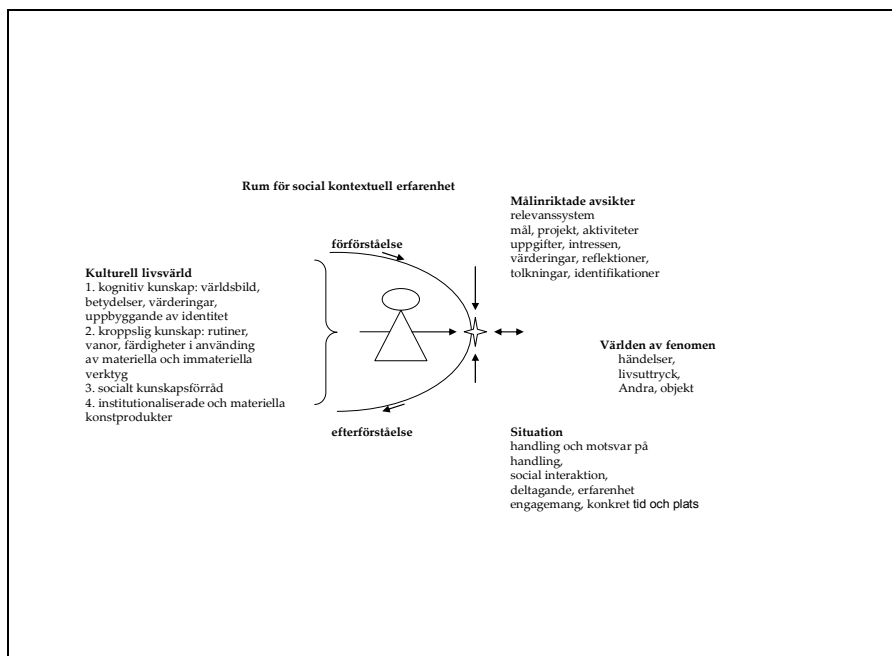 Rum för social kontextuell erfarenhet
Målinriktade avsikter
relevanssystem
mål, projekt, aktiviteter
uppgifter, intressen,
värderingar, reflektioner,
tolkningar, identifikationer
förförståelse
Kulturell livsvärld
1. kognitiv kunskap: världsbild,
betydelser, värderingar,
uppbyggande av identitet
2. kroppslig kunskap: rutiner,
vanor, färdigheter i använding
av materiella och immateriella
verktyg
3. socialt kunskapsförråd
4. institutionaliserade och materiella
konstprodukter
Världen av fenomen
händelser,
livsuttryck,
Andra, objekt
efterförståelse
Situation
handling och motsvar på
handling,
social interaktion,
deltagande, erfarenhet
engagemang, konkret tid och plats